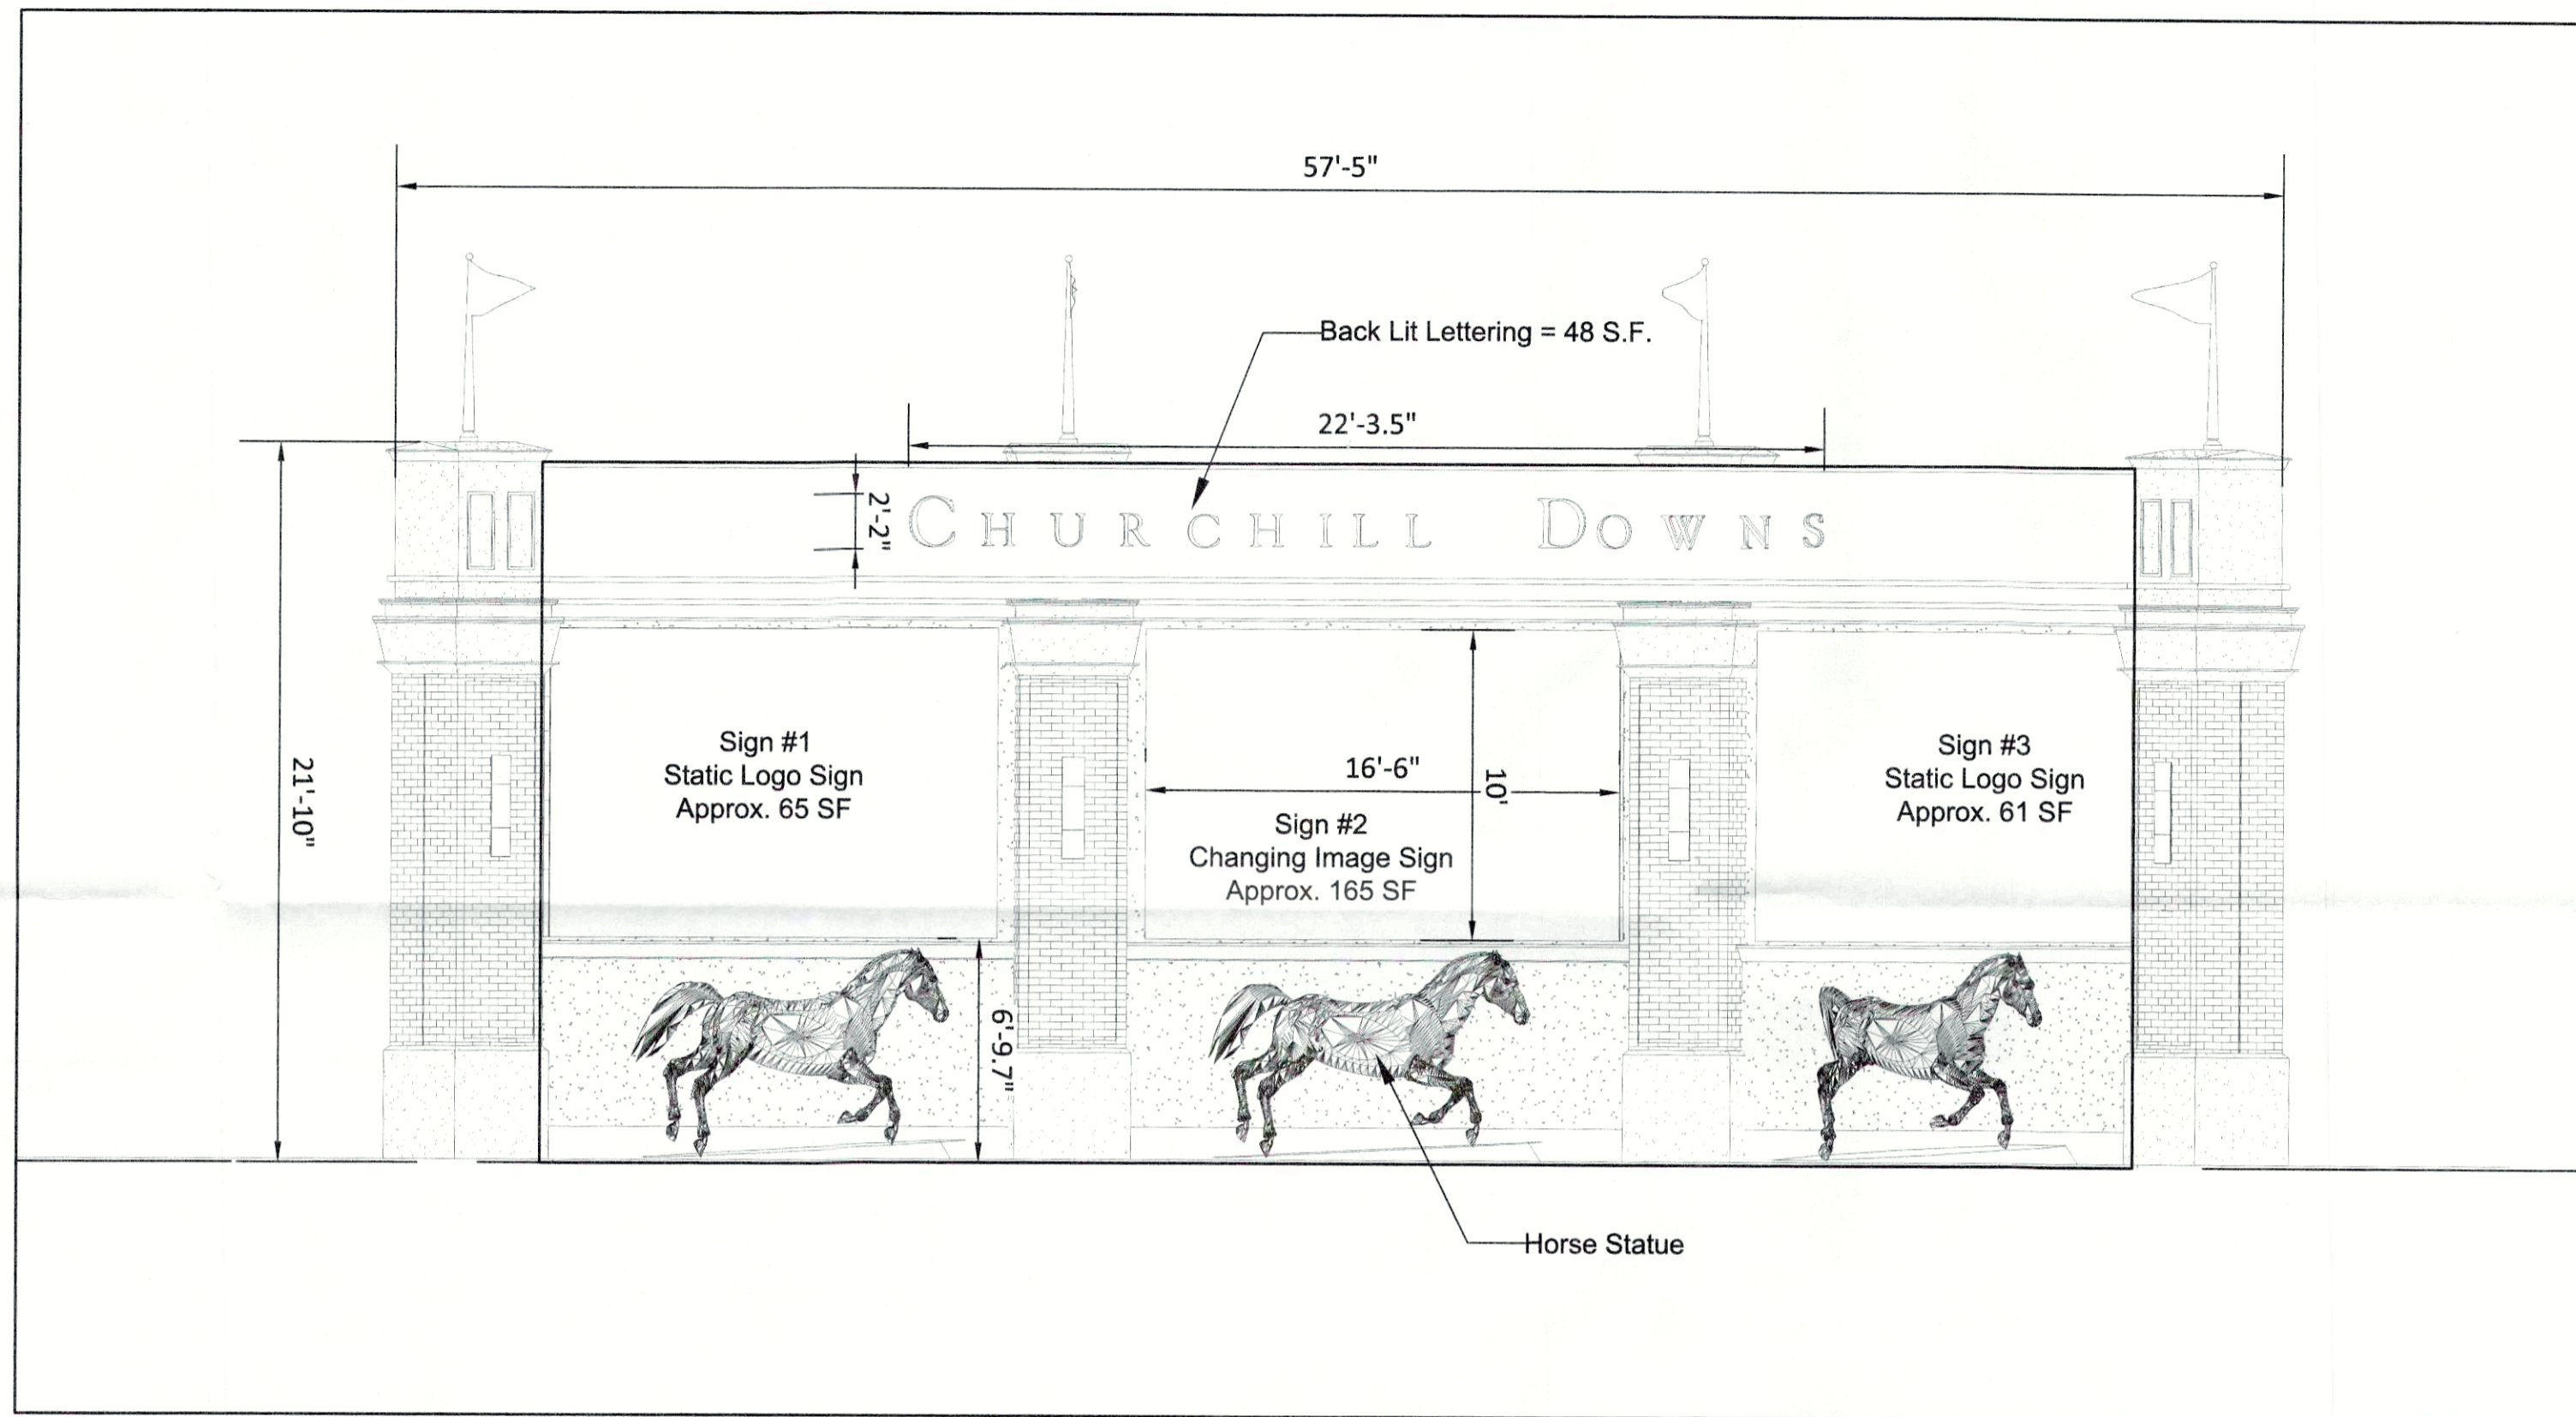 57'-5"
Back Lit Lettering = 48 S.F.
22'-3.5"
2'-2"
CHURCHILL DOWNS
21'-10"
Sign #1
Static Logo Sign
Approx. 65 SF
16'-6"
10'
Sign #2
Changing Image Sign
Approx. 165 SF
Sign #3
Static Logo Sign
Approx. 61 SF
6'-9.7"
Horse Statue